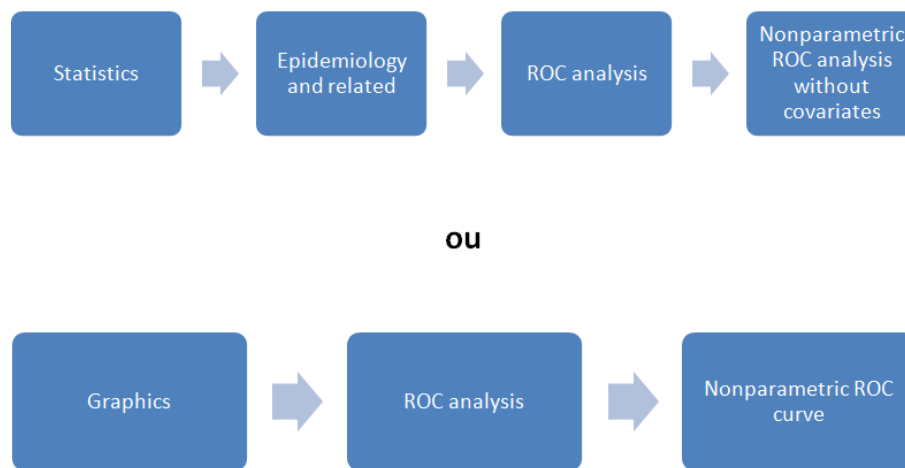 Statistics
Epidemiology
and related
ROC analysis
Nonparametric
ROC analysis
without
covariates
ou
Graphics
ROC analysis
Nonparametric ROC
curve